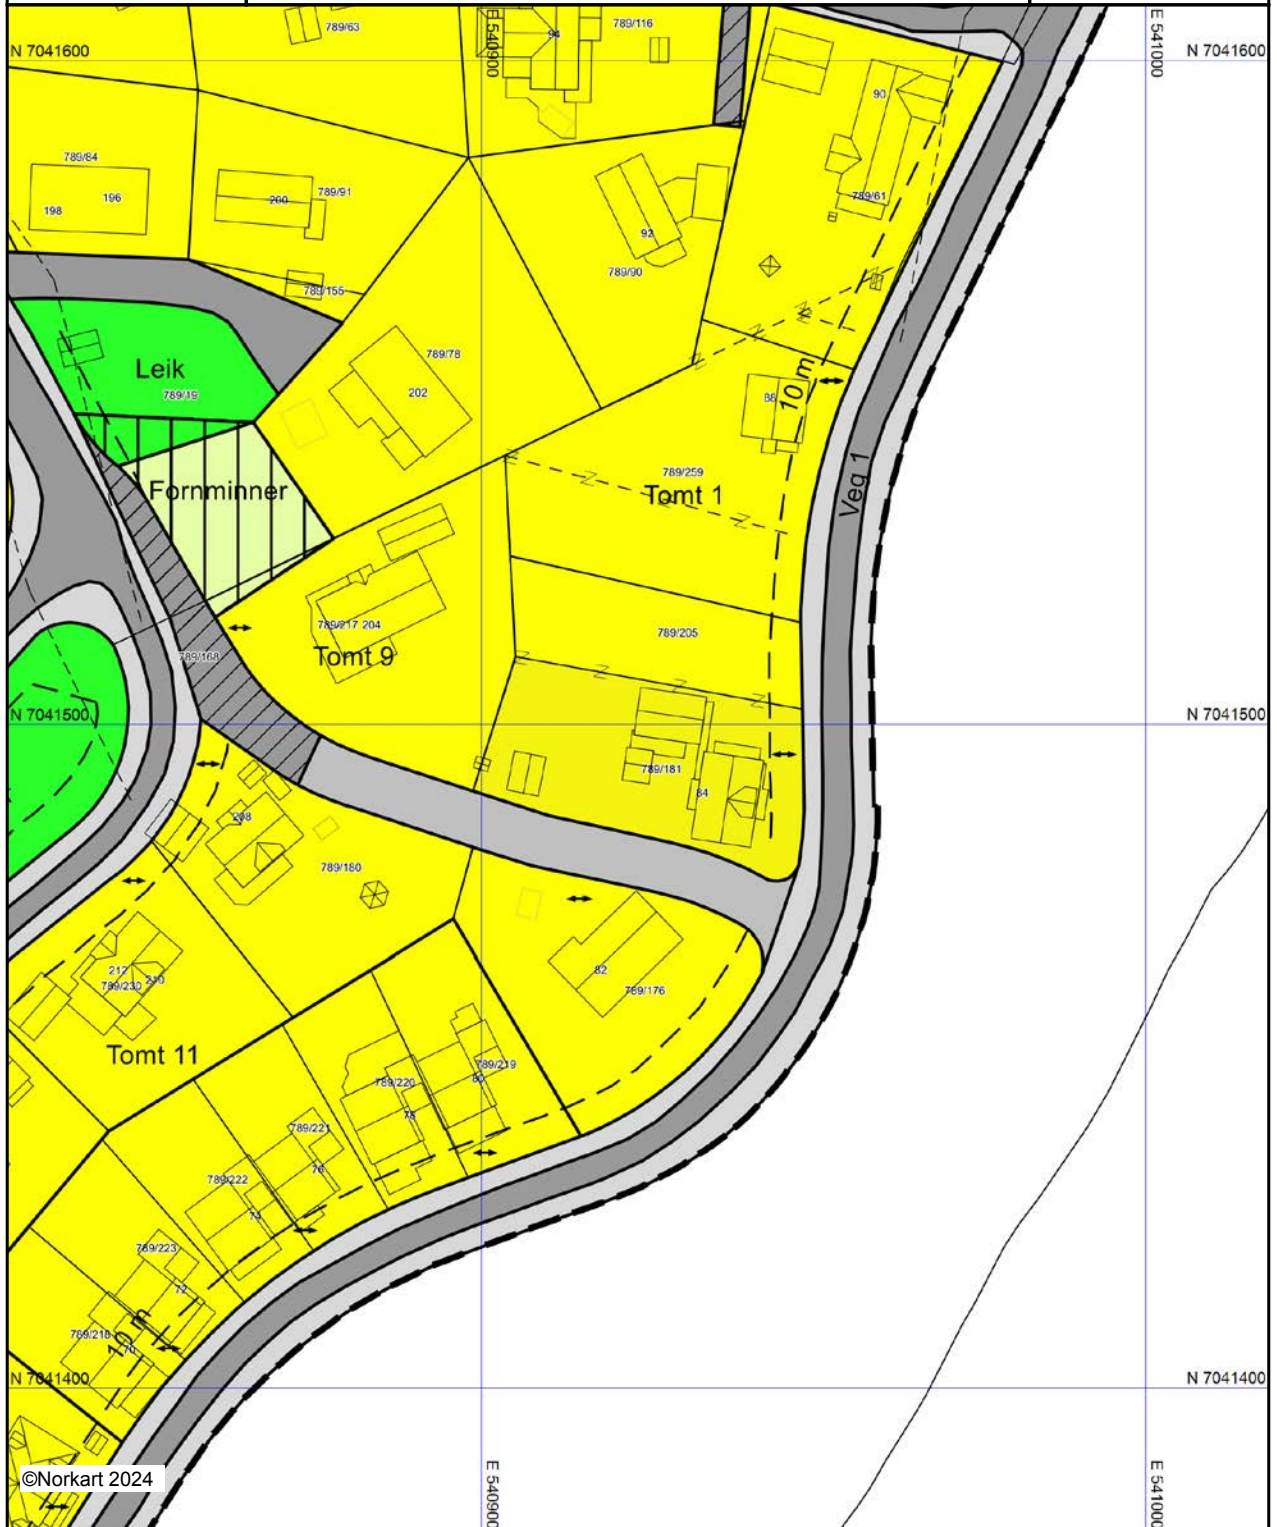 789/63
E 540900
94
789/116
E 541000
N 7041600
N 7041600
90
789/84
196
198
200
789/91
789/61
92
789/90
789/155
Leik
789/19
789/78
202
10 m
88
Veg 1
789/259
Tomt 1
Fornminner
789/217 204
Tomt 9
789/205
789/168
N 7041500
N 7041500
789/181
84
208
789/180
82
789/176
212
210
789/230
Tomt 11
789/219
80
789/220
78
789/221
76
789/222
74
789/223
72
10 m
789/218
70
N 7041400
N 7041400
©Norkart 2024
E 540900
E 541000